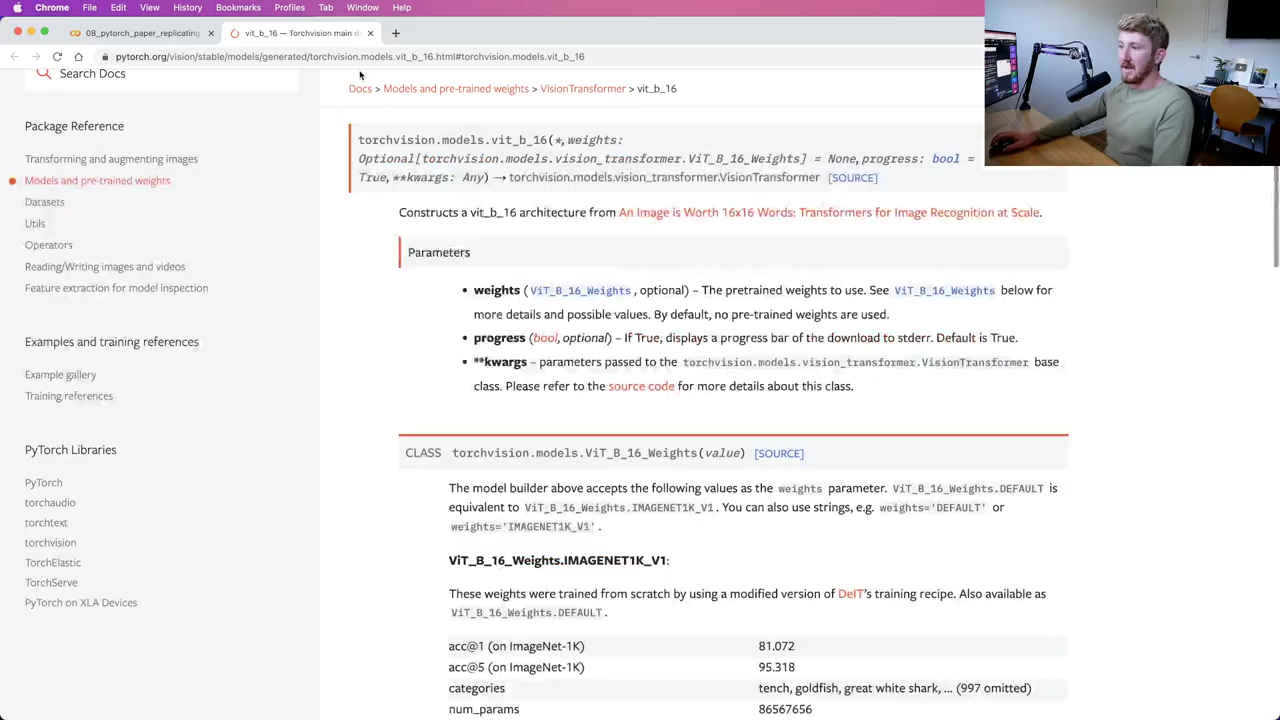 Chrome File Edit View History Bookmarks Profiles Tab Window Help
08_pytorch_paper_replicating. vit_b_16 — Torchvision main d
pytorch.org/vision/stable/models/generated/torchvision.models.vit_b_16.html#torchvision.models.vit_b_16
Search Docs
Docs > Models and pre-trained weights > VisionTransformer > vit_b_16
Package Reference
Transforming and augmenting images
Models and pre-trained weights
Datasets
Utils
Operators
Reading/Writing images and videos
Feature extraction for model inspection
Examples and training references
Example gallery
Training references
PyTorch Libraries
PyTorch
torchaudio
torchtext
torchvision
TorchElastic
TorchServe
PyTorch on XLA Devices
torchvision.models.vit_b_16(*, weights:
Optional[torchvision.models.vision_transformer.ViT_B_16_Weights] = None, progress: bool =
True, **kwargs: Any) → torchvision.models.vision_transformer.VisionTransformer [SOURCE]
Constructs a vit_b_16 architecture from An Image is Worth 16x16 Words: Transformers for Image Recognition at Scale.
Parameters
• weights (ViT_B_16_Weights, optional) – The pretrained weights to use. See ViT_B_16_Weights below for
more details and possible values. By default, no pre-trained weights are used.
• progress (bool, optional) – If True, displays a progress bar of the download to stderr. Default is True.
• **kwargs – parameters passed to the torchvision.models.vision_transformer.VisionTransformer base
class. Please refer to the source code for more details about this class.
CLASS torchvision.models.ViT_B_16_Weights(value) [SOURCE]
The model builder above accepts the following values as the weights parameter. ViT_B_16_Weights.DEFAULT is
equivalent to ViT_B_16_Weights.IMAGENET1K_V1. You can also use strings, e.g. weights='DEFAULT' or
weights='IMAGENET1K_V1'.
ViT_B_16_Weights.IMAGENET1K_V1:
These weights were trained from scratch by using a modified version of DeIT's training recipe. Also available as
ViT_B_16_Weights.DEFAULT.
acc@1 (on ImageNet-1K) 81.072
acc@5 (on ImageNet-1K) 95.318
categories tench, goldfish, great white shark, ... (997 omitted)
num_params 86567656